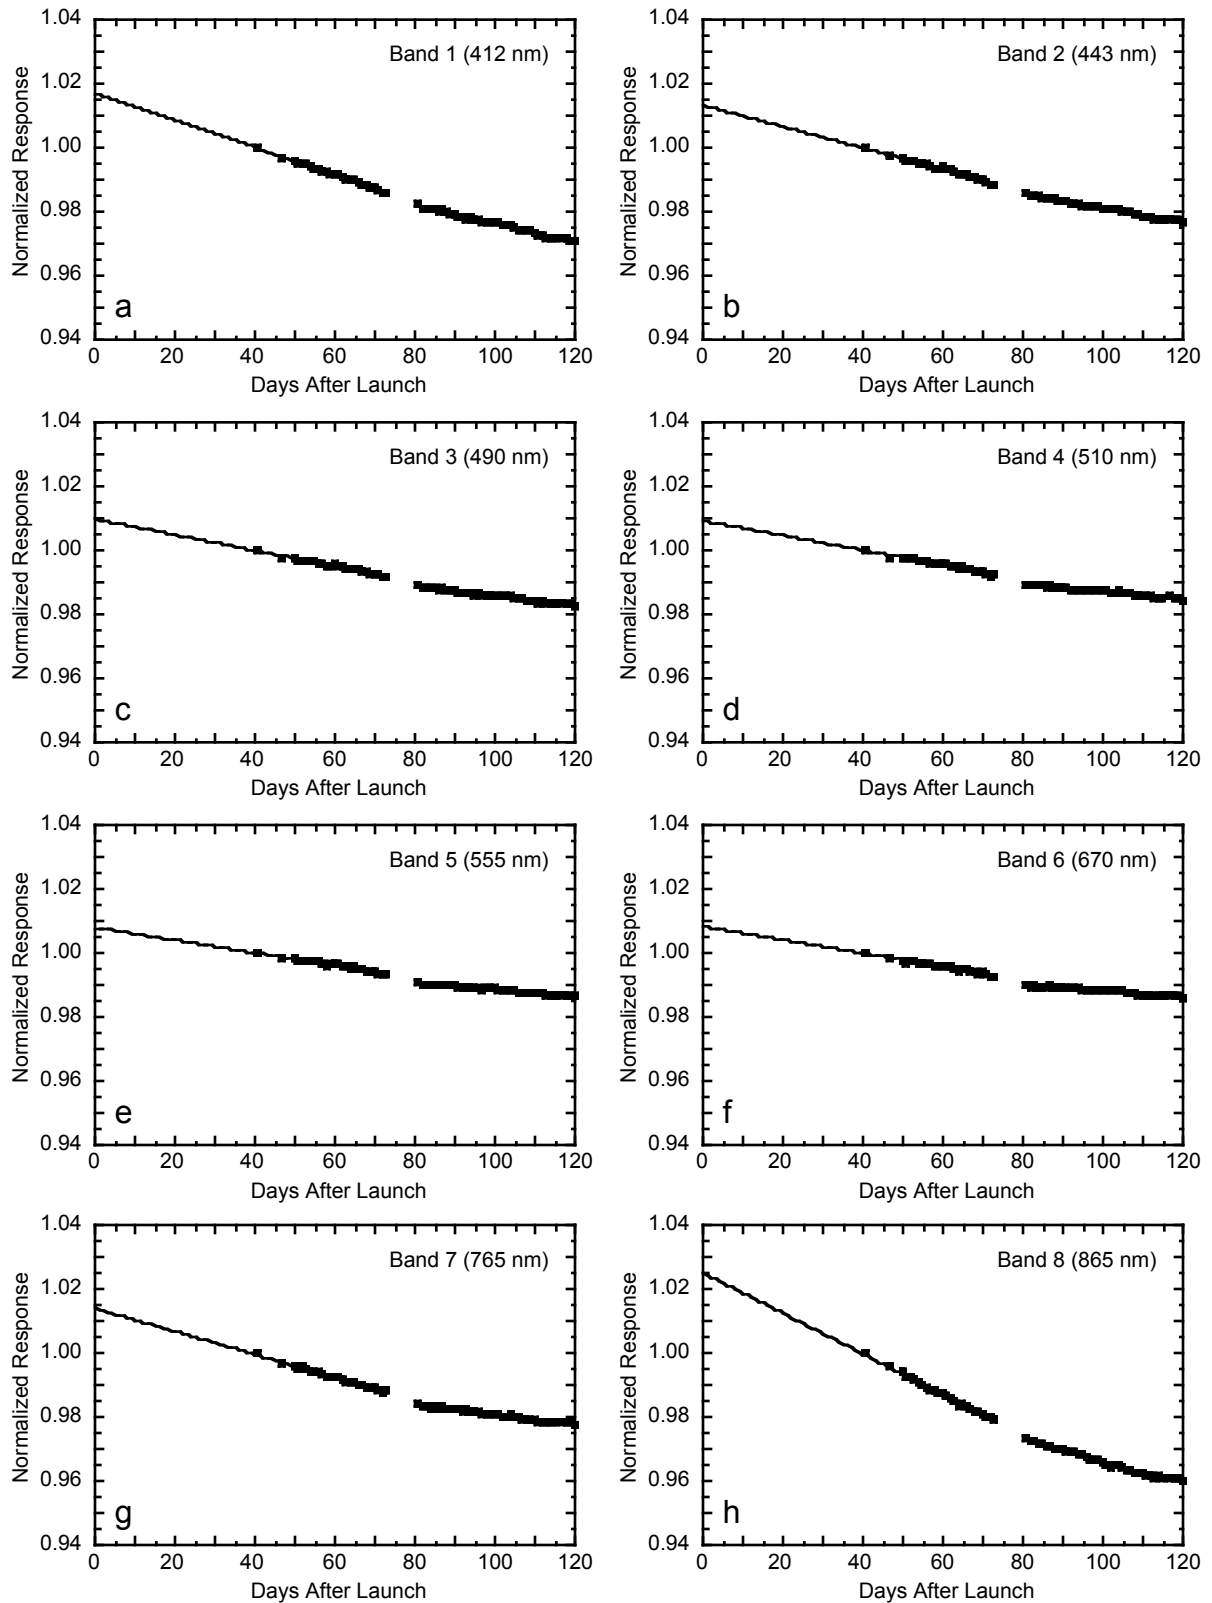 1.04
1.02
1.00
0.98
0.96
0.94
Normalized Response
Band 1 (412 nm)
a
0 20 40 60 80 100 120
Days After Launch
1.04
1.02
1.00
0.98
0.96
0.94
Normalized Response
Band 2 (443 nm)
b
0 20 40 60 80 100 120
Days After Launch
1.04
1.02
1.00
0.98
0.96
0.94
Normalized Response
Band 3 (490 nm)
c
0 20 40 60 80 100 120
Days After Launch
1.04
1.02
1.00
0.98
0.96
0.94
Normalized Response
Band 4 (510 nm)
d
0 20 40 60 80 100 120
Days After Launch
1.04
1.02
1.00
0.98
0.96
0.94
Normalized Response
Band 5 (555 nm)
e
0 20 40 60 80 100 120
Days After Launch
1.04
1.02
1.00
0.98
0.96
0.94
Normalized Response
Band 6 (670 nm)
f
0 20 40 60 80 100 120
Days After Launch
1.04
1.02
1.00
0.98
0.96
0.94
Normalized Response
Band 7 (765 nm)
g
0 20 40 60 80 100 120
Days After Launch
1.04
1.02
1.00
0.98
0.96
0.94
Normalized Response
Band 8 (865 nm)
h
0 20 40 60 80 100 120
Days After Launch